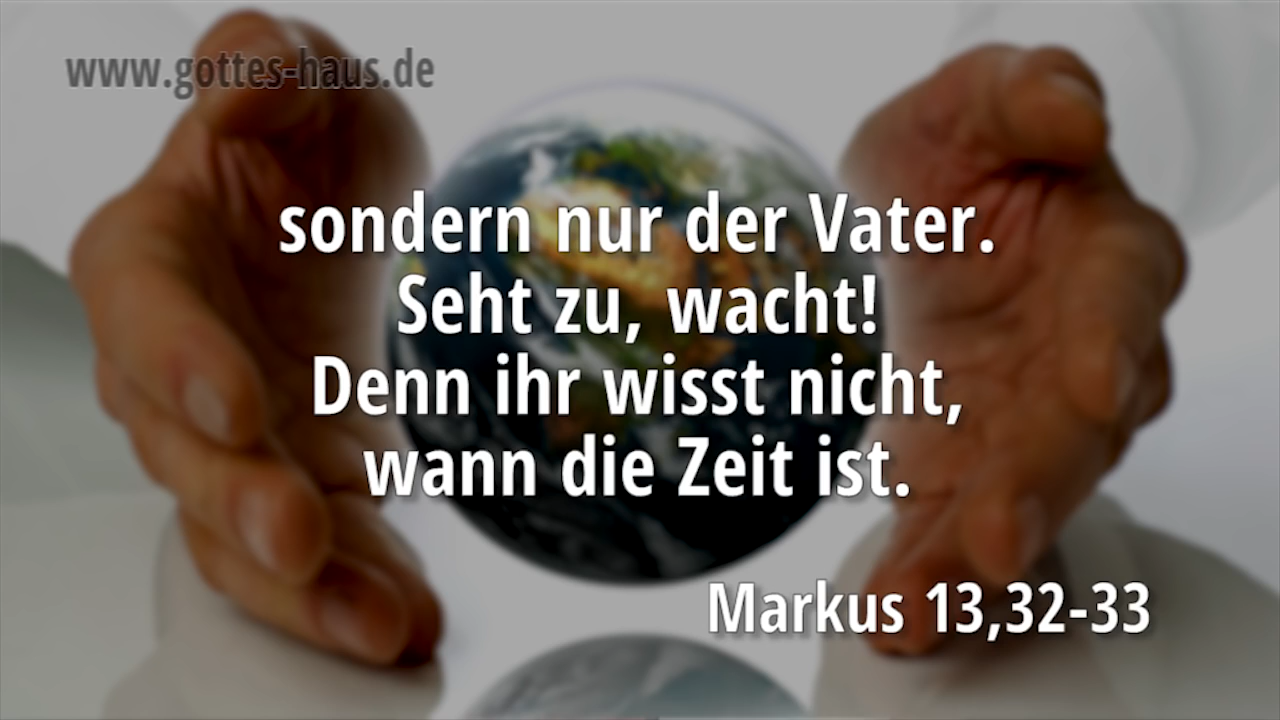 www.gottes-haus.de
sondern nur der Vater.
Seht zu, wacht!
Denn ihr wisst nicht,
wann die Zeit ist.
Markus 13,32-33